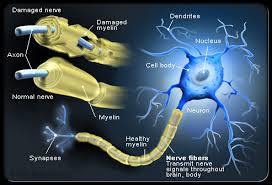 Damaged nerve
Damaged
myelin
Axon
Normal nerve
Myelin
Dendrites
Nucleus
Cell body
Neuron
Healthy
myelin
Synapses
Nerve fibers
Transmit nerve
signals throughout
brain, body